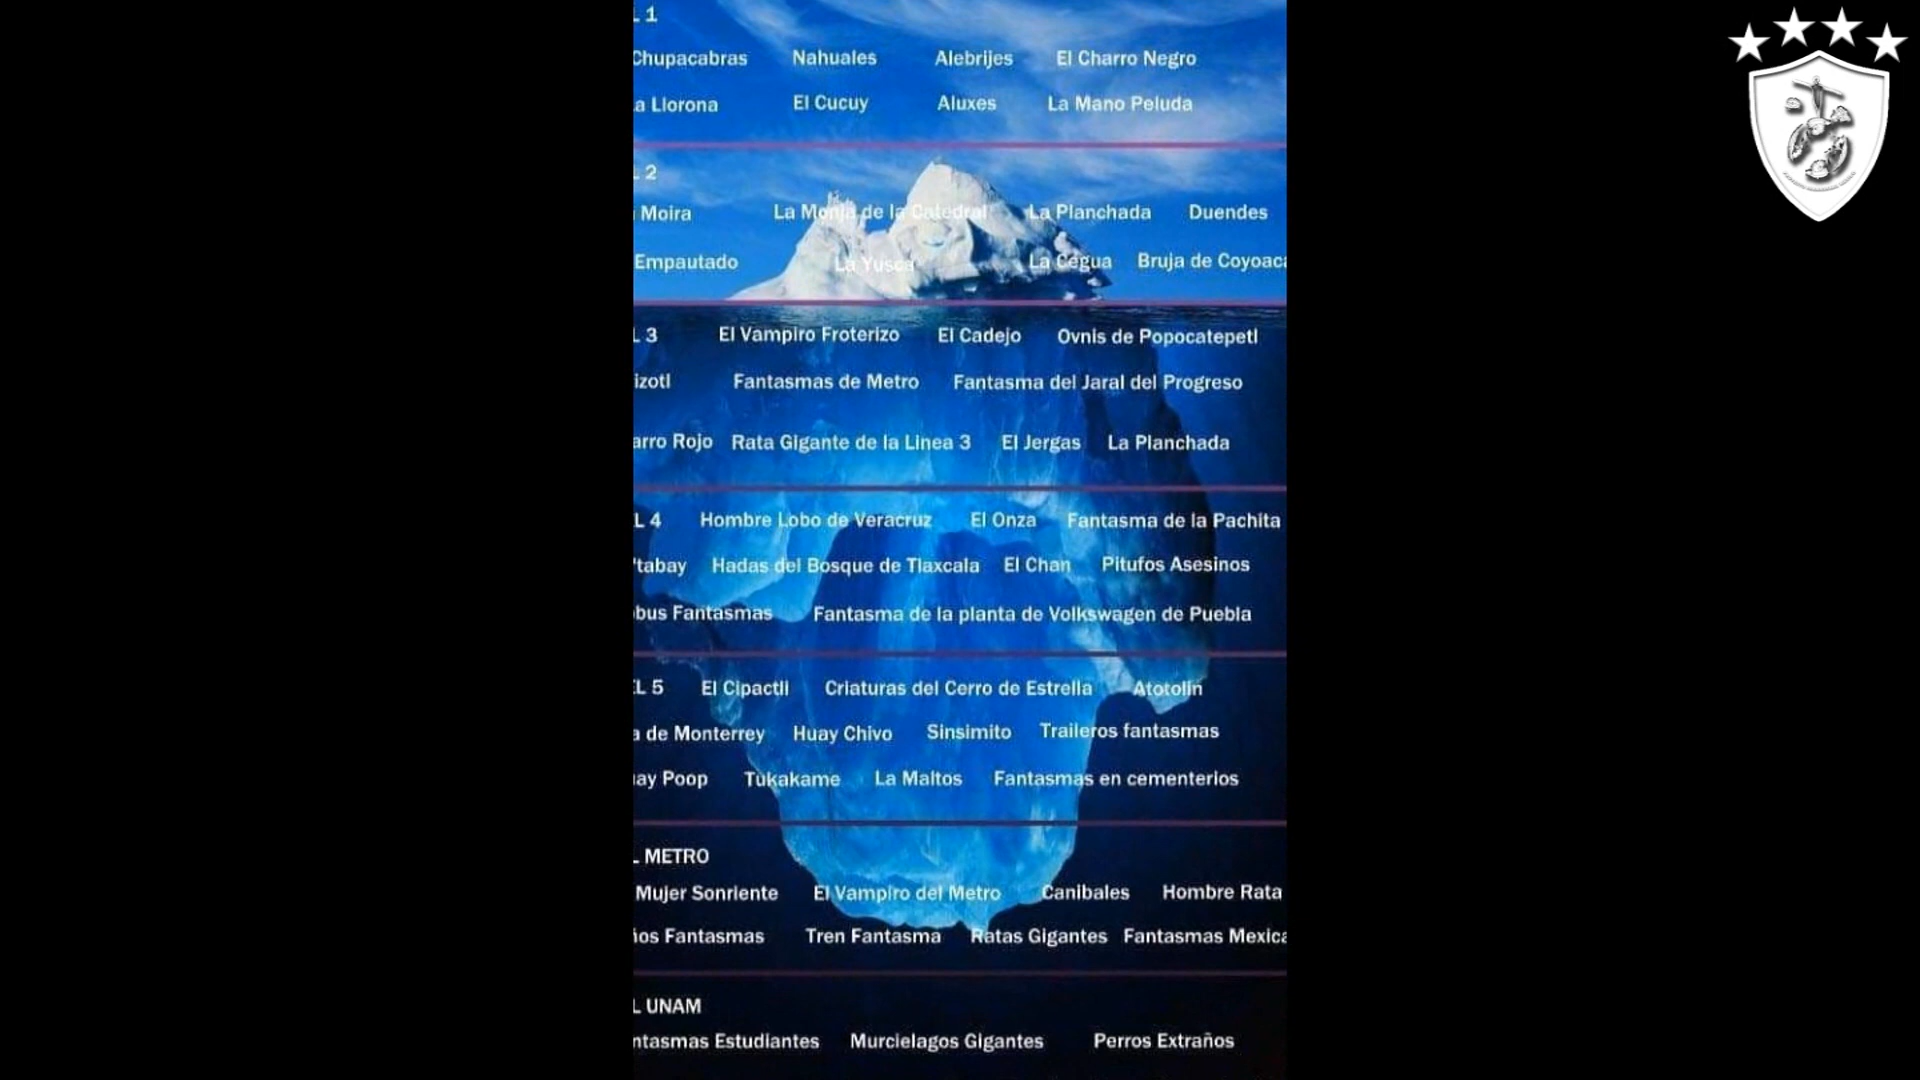 L 1
Chupacabras Nahuales Alebrijes El Charro Negro
a Llorona El Cucuy Aluxes La Mano Peluda
L 2
Moira La Monja de la Catedral La Planchada Duendes
Empautado La Yusca La Cegua Bruja de Coyoaca
L 3 El Vampiro Froterizo El Cadejo Ovnis de Popocatepetl
izotl Fantasmas de Metro Fantasma del Jaral del Progreso
arro Rojo Rata Gigante de la Linea 3 El Jergas La Planchada
L 4 Hombre Lobo de Veracruz El Onza Fantasma de la Pachita
'tabay Hadas del Bosque de Tlaxcala El Chan Pitufos Asesinos
bus Fantasmas Fantasma de la planta de Volkswagen de Puebla
EL 5 El Cipactli Criaturas del Cerro de Estrella Atotolin
a de Monterrey Huay Chivo Sinsimito Traileros fantasmas
ay Poop Tukakame La Maltos Fantasmas en cementerios
L METRO
Mujer Sonriente El Vampiro del Metro Canibales Hombre Rata
ños Fantasmas Tren Fantasma Ratas Gigantes Fantasmas Mexica
L UNAM
ntasmas Estudiantes Murcielagos Gigantes Perros Extraños